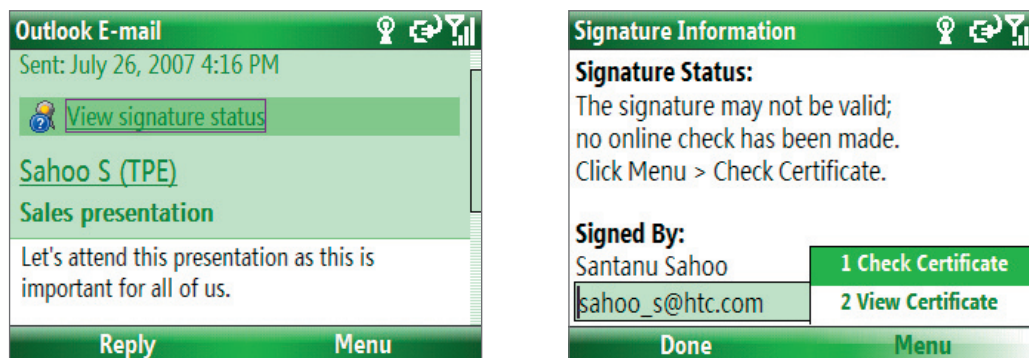 Outlook E-mail
Sent: July 26, 2007 4:16 PM
View signature status
Sahoo S (TPE)
Sales presentation
Let's attend this presentation as this is
important for all of us.
Reply Menu
Signature Information
Signature Status:
The signature may not be valid;
no online check has been made.
Click Menu > Check Certificate.
Signed By:
Santanu Sahoo
sahoo_s@htc.com
1 Check Certificate
2 View Certificate
Done Menu